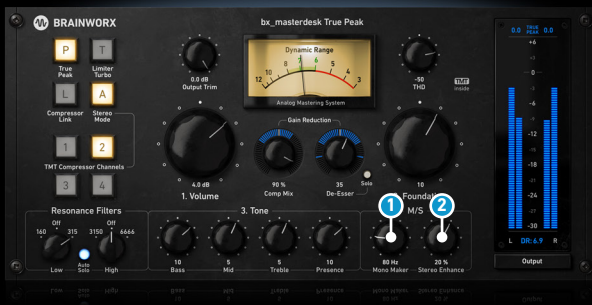 BRAINWORX
bx_masterdesk True Peak
P
T
True Peak
Limiter Turbo
L
A
Compressor Link
Stereo Mode
1
2
TMT Compressor Channels
3
4
0.0 dB
Output Trim
Dynamic Range
12 10 8 7 6 5 4 3
Analog Mastering System
-50
THD
TMT
inside
4.0 dB
1. Volume
Gain Reduction
90 %
Comp Mix
35
De-Esser
Solo
10
Foundati
Resonance Filters
Off
160
315
Low
Auto Solo
Off
3150
6666
High
3. Tone
10
Bass
5
Mid
5
Treble
10
Presence
M/S
1
2
80 Hz
Mono Maker
20 %
Stereo Enhance
0.0
TRUE PEAK
0.0
+6
+3
0
-3
-6
-12
-18
-24
-30
L
DR:6.9
R
Output